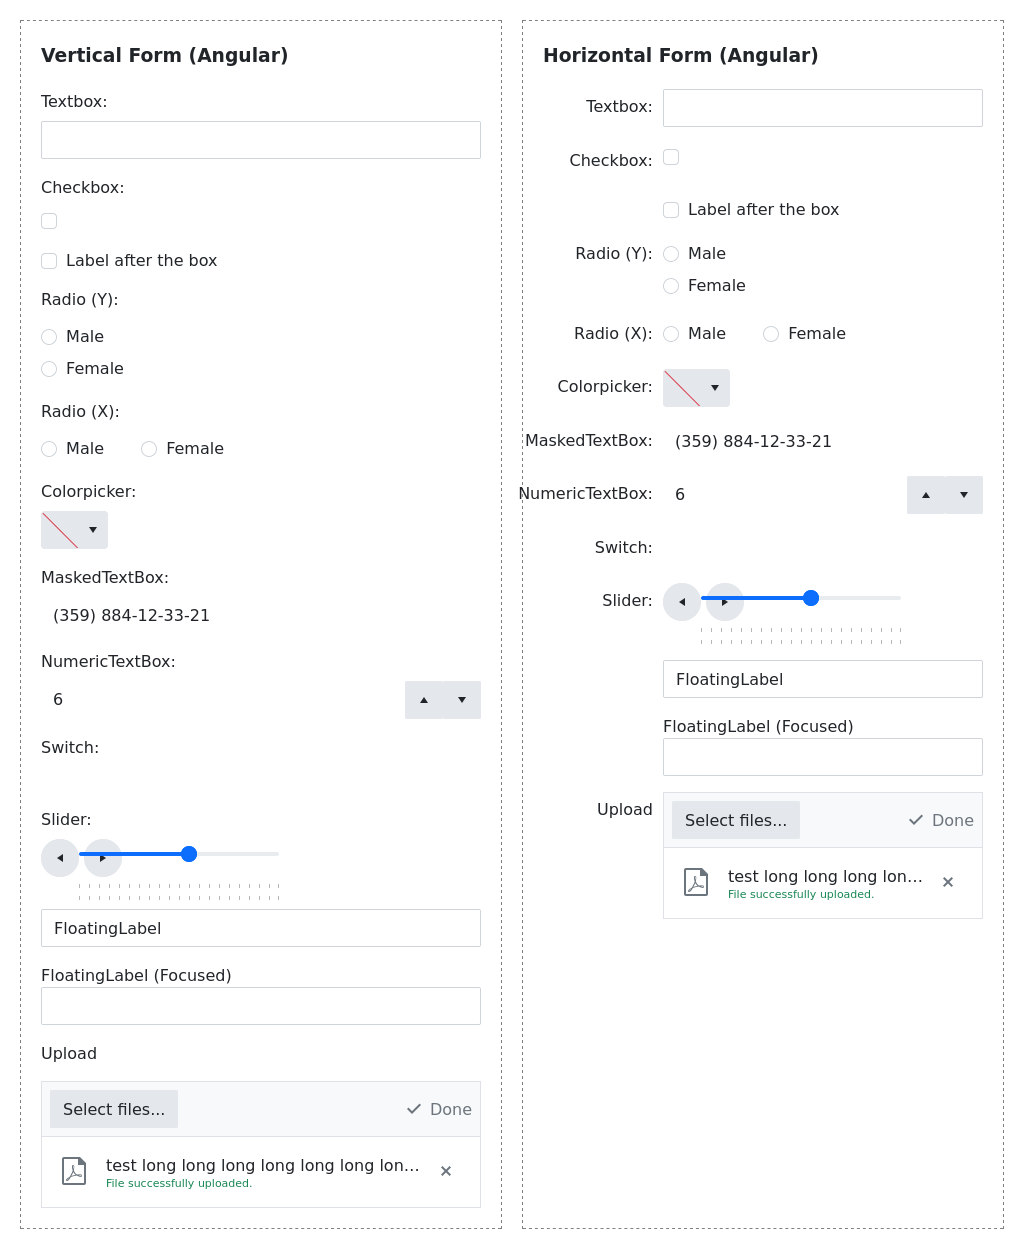 Vertical Form (Angular)
Textbox:
Checkbox:
Label after the box
Radio (Y):
Male
Female
Radio (X):
Male Female
Colorpicker:
MaskedTextBox:
(359) 884-12-33-21
NumericTextBox:
6
Switch:
Slider:
FloatingLabel
FloatingLabel (Focused)
Upload
Select files... Done
test long long long long long long lon...
File successfully uploaded.
Horizontal Form (Angular)
Textbox:
Checkbox:
Label after the box
Radio (Y): Male
Female
Radio (X): Male Female
Colorpicker:
MaskedTextBox: (359) 884-12-33-21
NumericTextBox: 6
Switch:
Slider:
FloatingLabel
FloatingLabel (Focused)
Upload Select files... Done
test long long long lon...
File successfully uploaded.